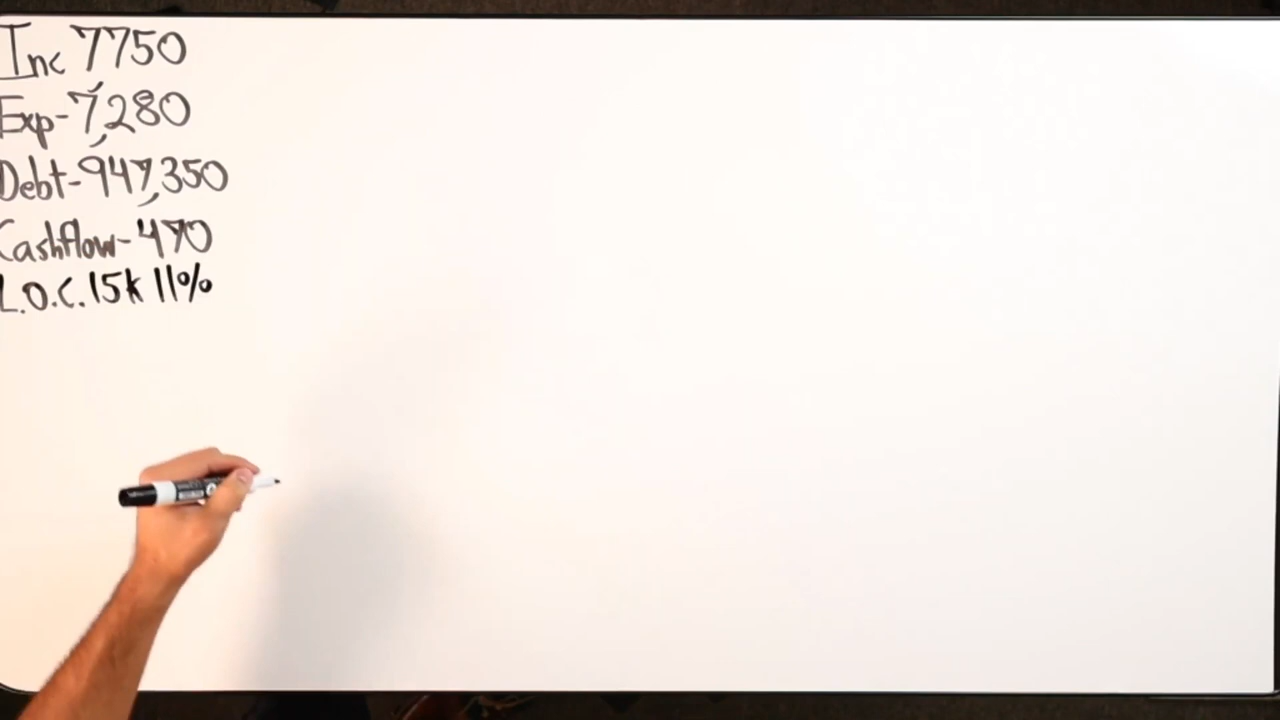 Inc 7750
Exp-7,280
Debt-947,350
Cashflow-470
L.O.C. 15k 11%